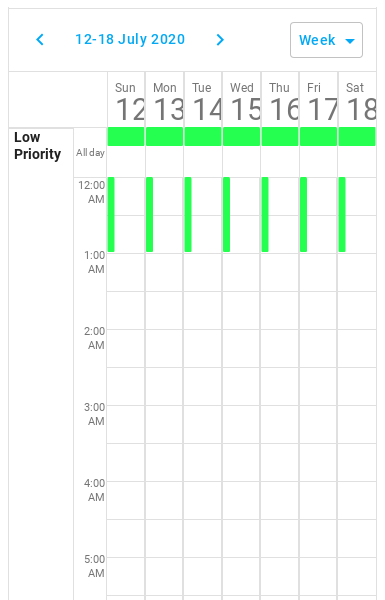 12-18 July 2020
Week
Sun Mon Tue Wed Thu Fri Sat
12 13 14 15 16 17 18
Low
Priority
All day
12:00
AM
1:00
AM
2:00
AM
3:00
AM
4:00
AM
5:00
AM